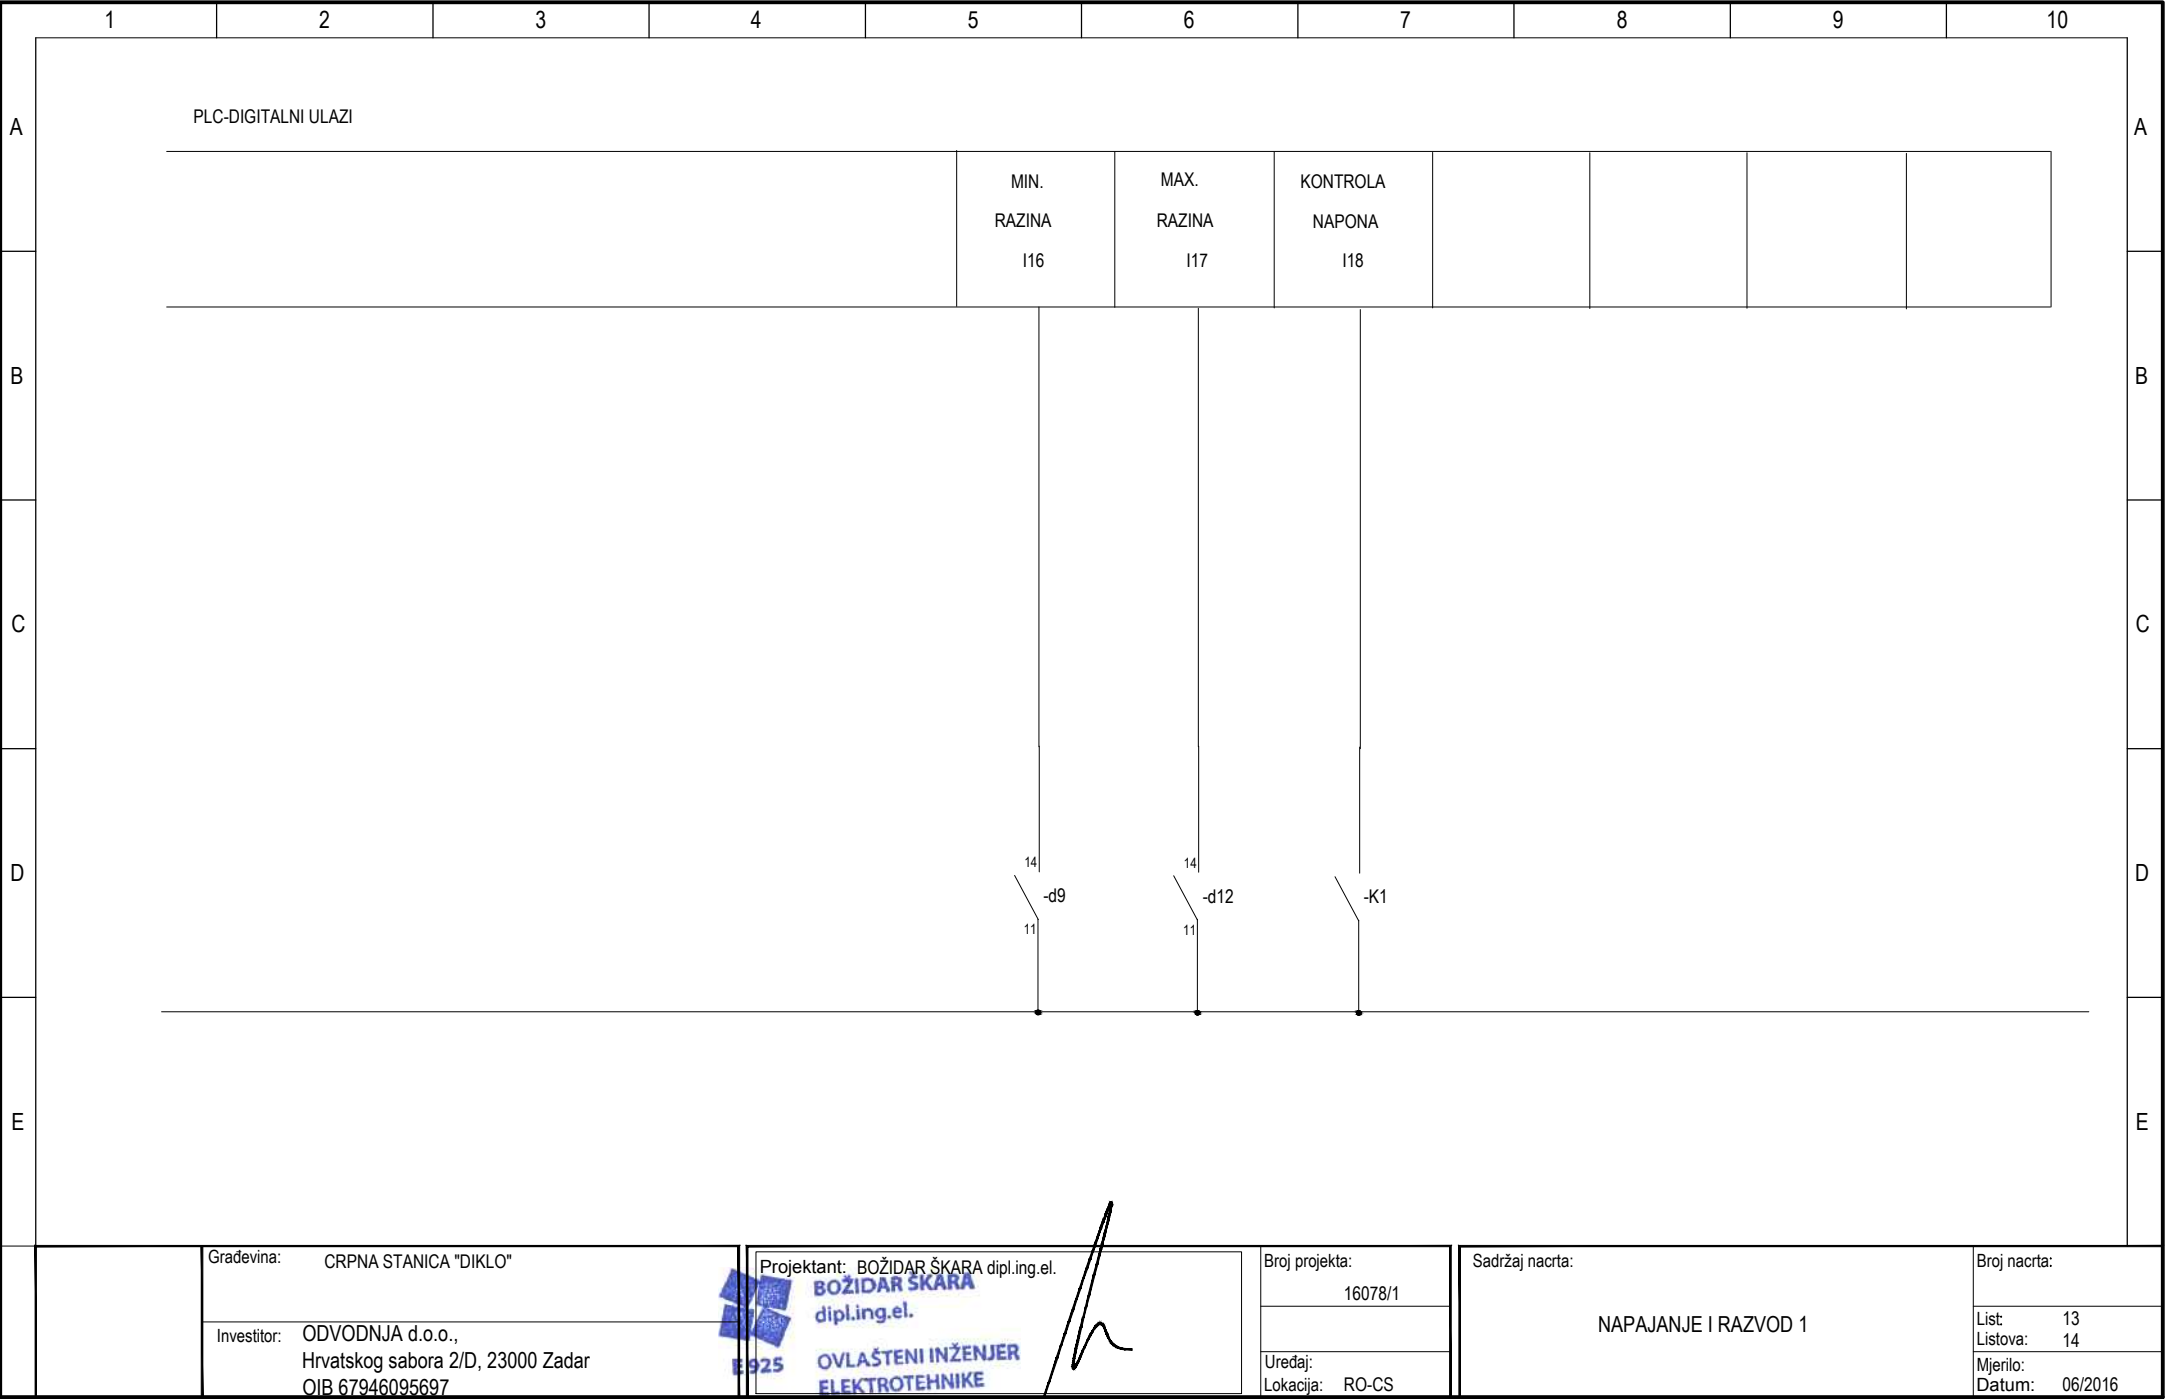 1 2 3 4 5 6 7 8 9 10
A A
PLC-DIGITALNI ULAZI
MIN. MAX. KONTROLA
RAZINA RAZINA NAPONA
I16 I17 I18
B B
C C
14 14
D D
-d9 -d12 -K1
11 11
E E
Građevina: CRPNA STANICA "DIKLO"
Investitor: ODVODNJA d.o.o.,
Hrvatskog sabora 2/D, 23000 Zadar
OIB 67946095697
Projektant: BOŽIDAR ŠKARA dipl.ing.el.
BOŽIDAR ŠKARA
dipl.ing.el.
E 925 OVLAŠTENI INŽENJER
ELEKTROTEHNIKE
Broj projekta:
16078/1
Uređaj:
Lokacija: RO-CS
Sadržaj nacrta:
NAPAJANJE I RAZVOD 1
Broj nacrta:
List: 13
Listova: 14
Mjerilo:
Datum: 06/2016